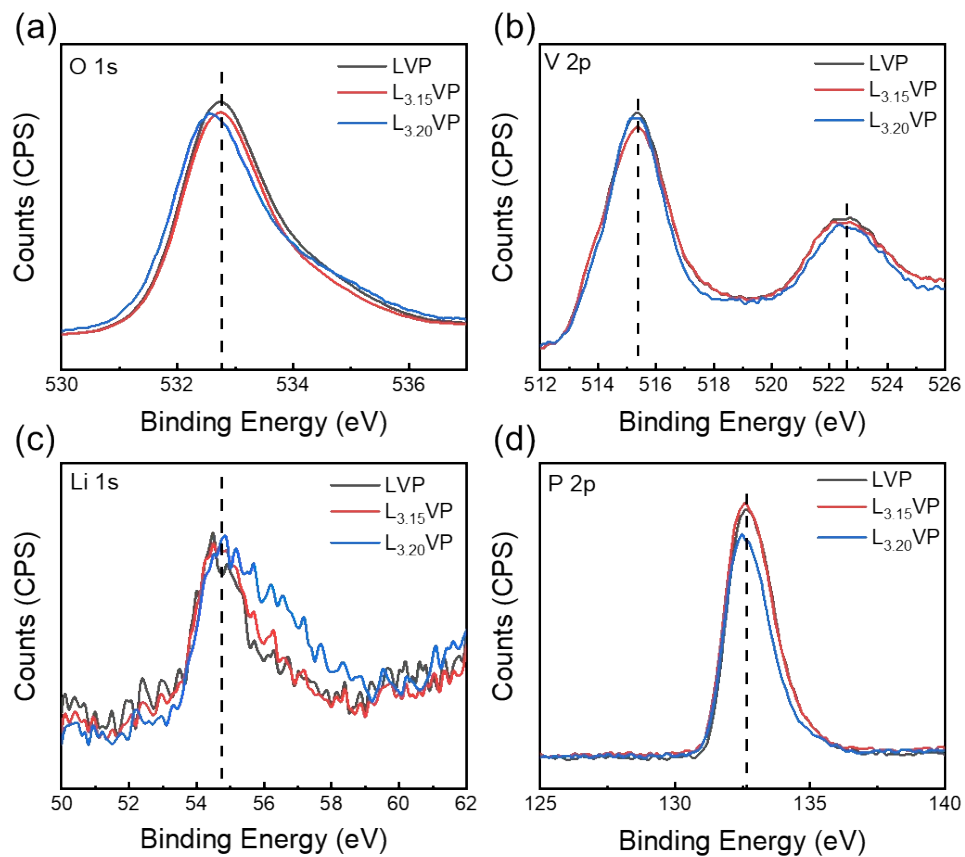 (a)
O 1s
LVP
L3.15VP
L3.20VP
Counts (CPS)
530 532 534 536
Binding Energy (eV)
(b)
V 2p
LVP
L3.15VP
L3.20VP
Counts (CPS)
512 514 516 518 520 522 524 526
Binding Energy (eV)
(c)
Li 1s
LVP
L3.15VP
L3.20VP
Counts (CPS)
50 52 54 56 58 60 62
Binding Energy (eV)
(d)
P 2p
LVP
L3.15VP
L3.20VP
Counts (CPS)
125 130 135 140
Binding Energy (eV)